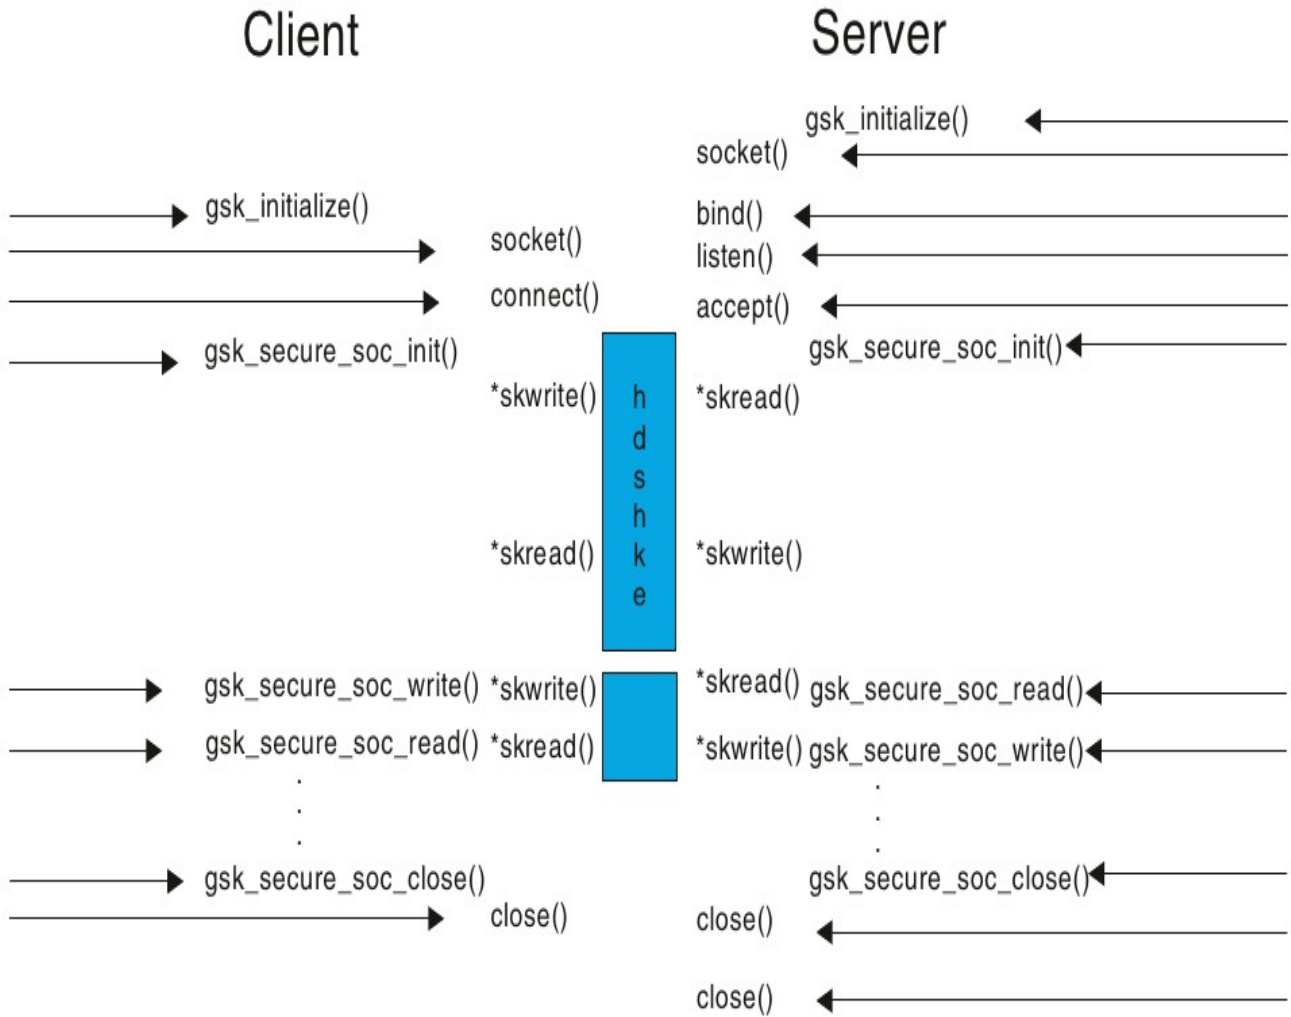 Client Server
gsk_initialize()
socket()
gsk_initialize() bind()
socket() listen()
connect() accept()
gsk_secure_soc_init() gsk_secure_soc_init()
*skwrite() h *skread()
d
s
h
*skread() k *skwrite()
e
gsk_secure_soc_write() *skwrite() *skread() gsk_secure_soc_read()
gsk_secure_soc_read() *skread() *skwrite() gsk_secure_soc_write()
. .
. .
. .
gsk_secure_soc_close() gsk_secure_soc_close()
close() close()
close()